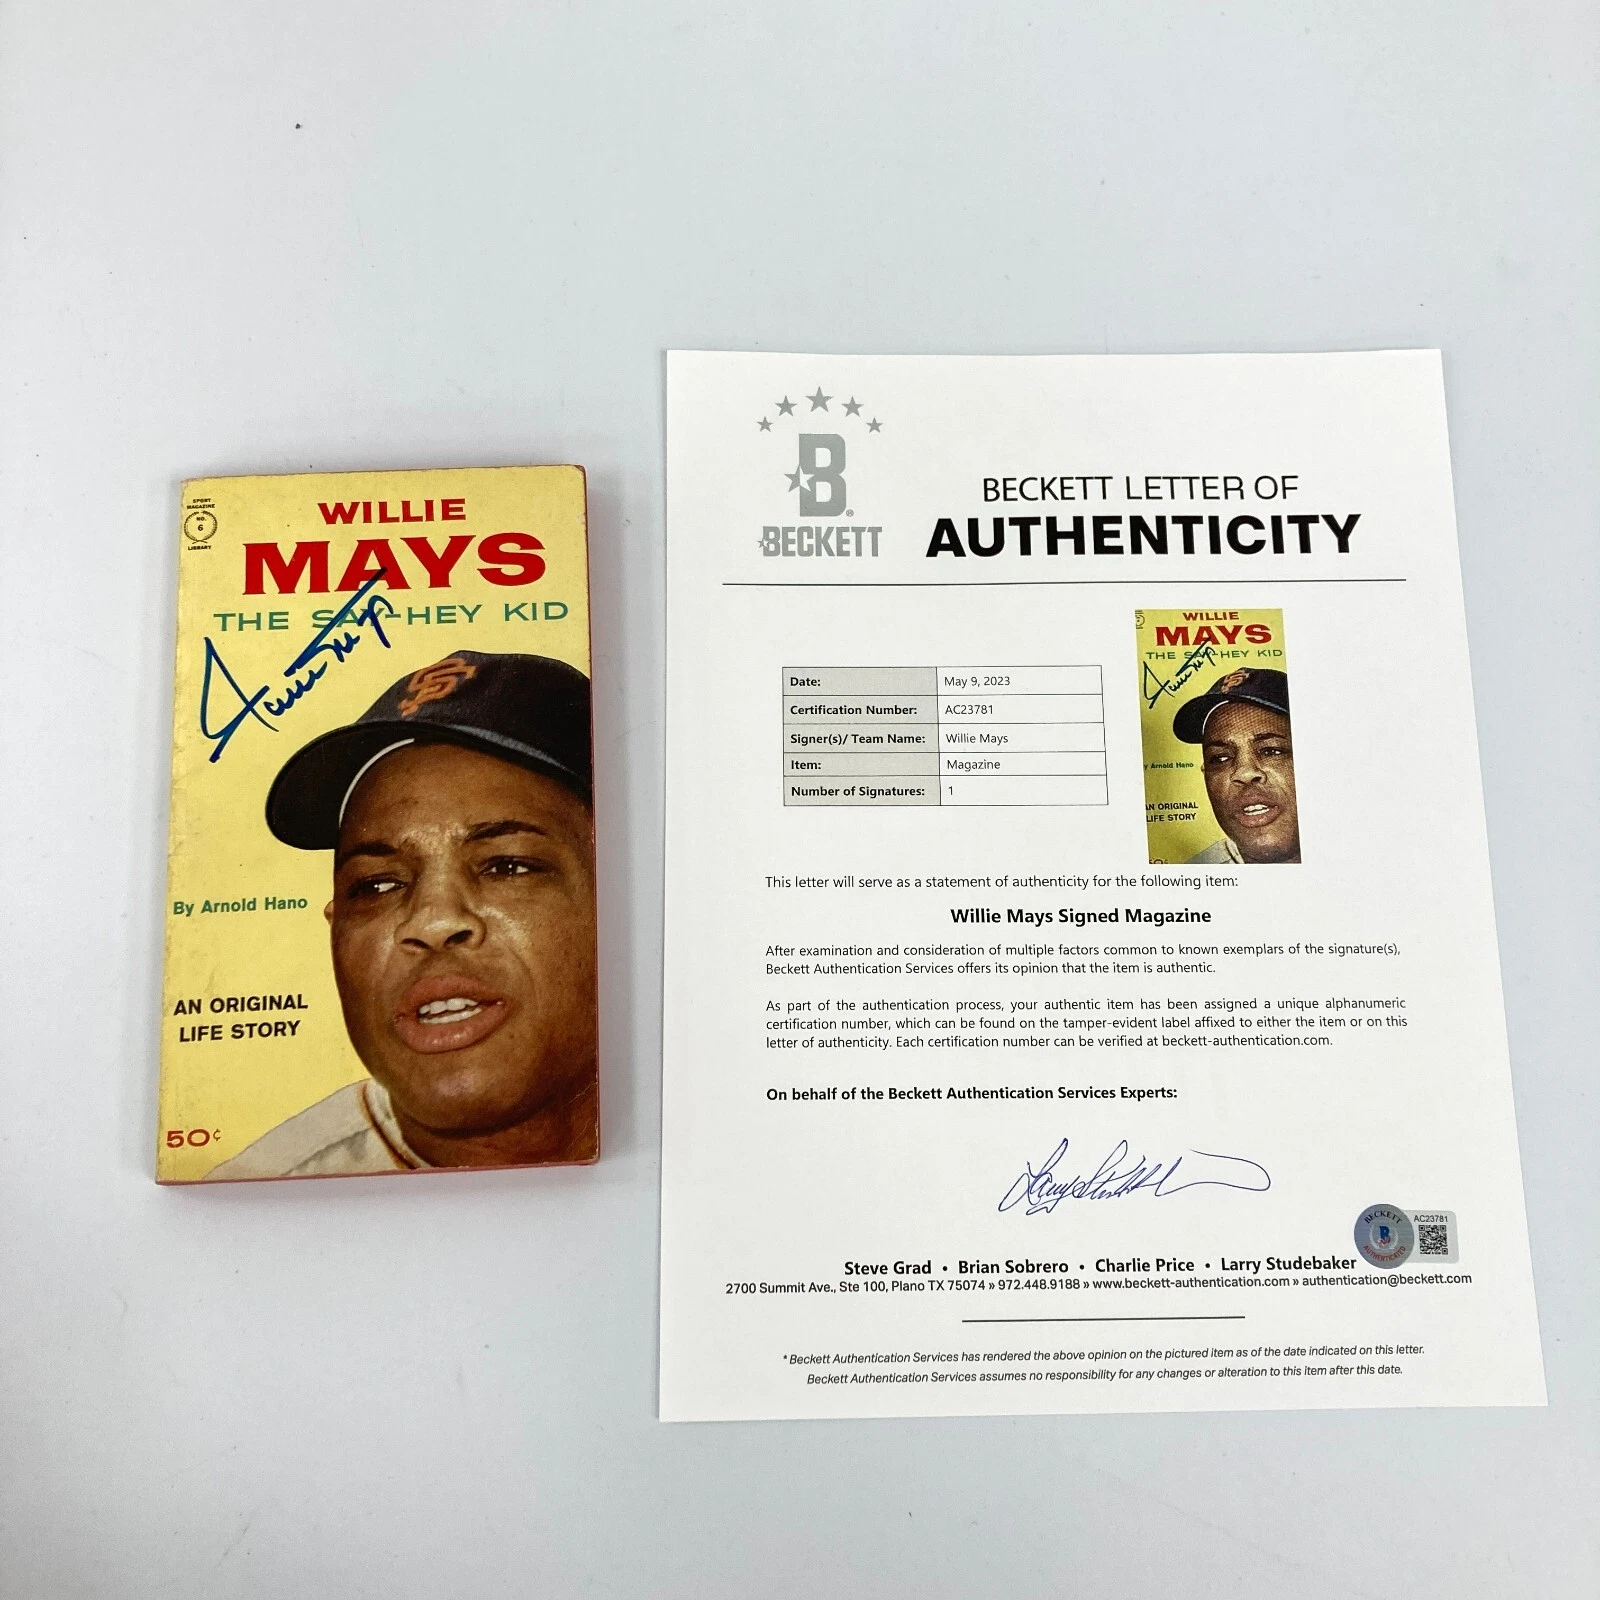 SPORT
MAGAZINE
NO.
6
LIBRARY
WILLIE
MAYS
THE SAY-HEY KID
Willie Mays
SF
By Arnold Hano
AN ORIGINAL
LIFE STORY
50¢
B®
BECKETT
BECKETT LETTER OF
AUTHENTICITY
Date: May 9, 2023
Certification Number: AC23781
Signer(s)/ Team Name: Willie Mays
Item: Magazine
Number of Signatures: 1
WILLIE
MAYS
THE SAY-HEY KID
Willie Mays
y Arnold Hano
AN ORIGINAL
LIFE STORY
This letter will serve as a statement of authenticity for the following item:
Willie Mays Signed Magazine
After examination and consideration of multiple factors common to known exemplars of the signature(s),
Beckett Authentication Services offers its opinion that the item is authentic.
As part of the authentication process, your authentic item has been assigned a unique alphanumeric
certification number, which can be found on the tamper-evident label affixed to either the item or on this
letter of authenticity. Each certification number can be verified at beckett-authentication.com.
On behalf of the Beckett Authentication Services Experts:
BECKETT
B
AUTHENTICATED
AC23781
Steve Grad • Brian Sobrero • Charlie Price • Larry Studebaker
2700 Summit Ave., Ste 100, Plano TX 75074 » 972.448.9188 » www.beckett-authentication.com » authentication@beckett.com
* Beckett Authentication Services has rendered the above opinion on the pictured item as of the date indicated on this letter.
Beckett Authentication Services assumes no responsibility for any changes or alteration to this item after this date.